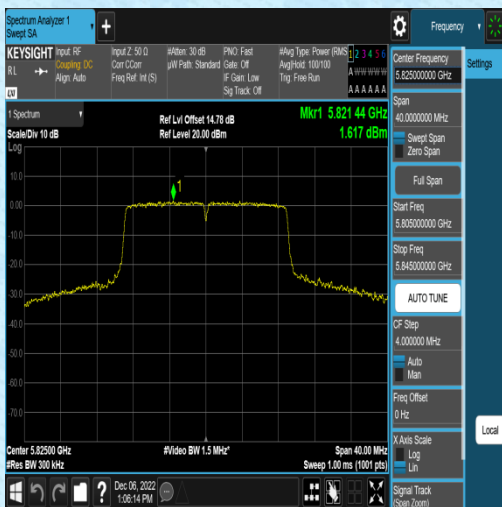 Spectrum Analyzer 1
Swept SA
+
Frequency
KEYSIGHT
RL
LXI
Input: RF
Coupling: DC
Align: Auto
Input Z: 50 Ω
Corr CCorr
Freq Ref: Int (S)
#Atten: 30 dB
µW Path: Standard
PNO: Fast
Gate: Off
IF Gain: Low
Sig Track: Off
#Avg Type: Power (RMS)
Avg|Hold: 100/100
Trig: Free Run
1 2 3 4 5 6
A W W W W W
A A A A A A
1 Spectrum
Scale/Div 10 dB
Log
Ref Lvl Offset 14.78 dB
Ref Level 20.00 dBm
Mkr1 5.821 44 GHz
1.617 dBm
10.0
0.00
-10.0
-20.0
-30.0
-40.0
-50.0
-60.0
-70.0
1
Center 5.82500 GHz
#Res BW 300 kHz
#Video BW 1.5 MHz*
Span 40.00 MHz
Sweep 1.00 ms (1001 pts)
?
Dec 06, 2022
1:06:14 PM
Center Frequency
5.825000000 GHz
Span
40.0000000 MHz
Swept Span
Zero Span
Full Span
Start Freq
5.805000000 GHz
Stop Freq
5.845000000 GHz
AUTO TUNE
CF Step
4.000000 MHz
Auto
Man
Freq Offset
0 Hz
X Axis Scale
Log
Lin
Signal Track
(Span Zoom)
Settings
Local